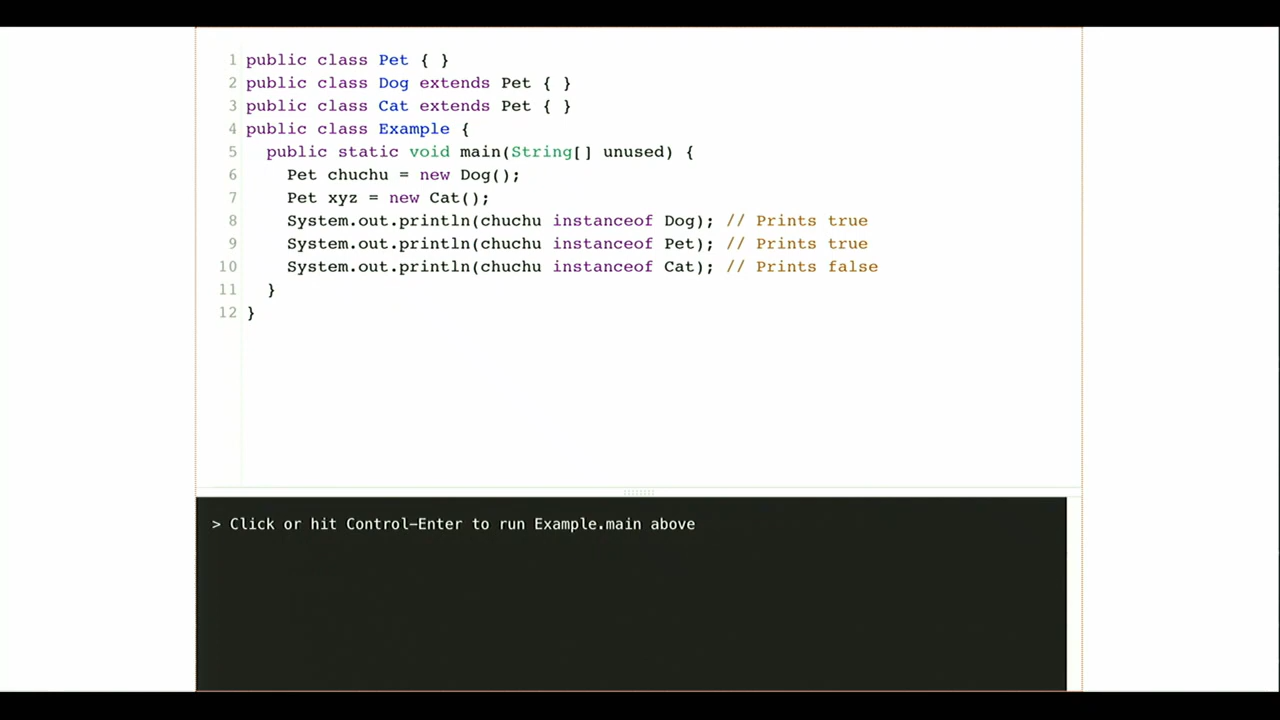 1 public class Pet { }
2 public class Dog extends Pet { }
3 public class Cat extends Pet { }
4 public class Example {
5   public static void main(String[] unused) {
6     Pet chuchu = new Dog();
7     Pet xyz = new Cat();
8     System.out.println(chuchu instanceof Dog); // Prints true
9     System.out.println(chuchu instanceof Pet); // Prints true
10     System.out.println(chuchu instanceof Cat); // Prints false
11   }
12 }
> Click or hit Control-Enter to run Example.main above